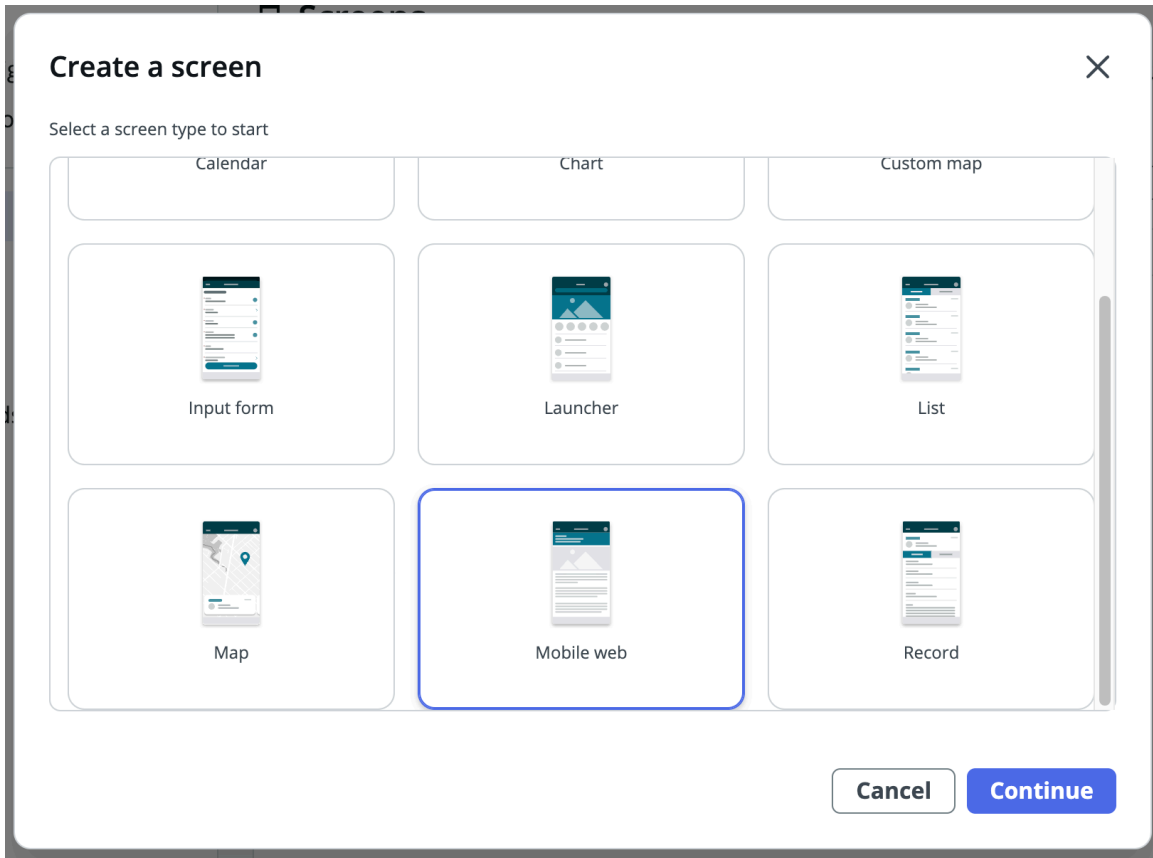 Screens
Create a screen
Select a screen type to start
Calendar
Chart
Custom map
Input form
Launcher
List
Map
Mobile web
Record
Cancel
Continue